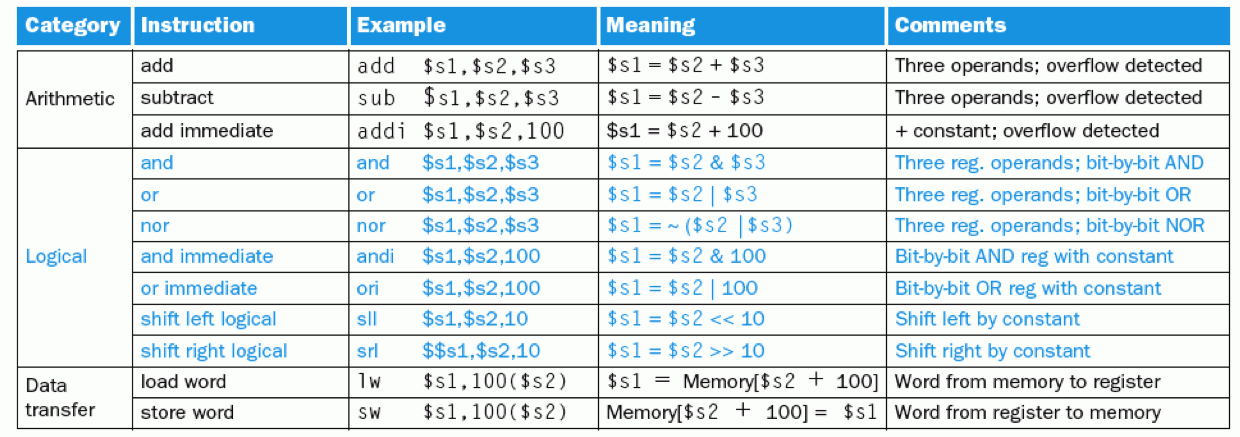 Category Instruction Example Meaning Comments
add add $s1,$s2,$s3 $s1 = $s2 + $s3 Three operands; overflow detected
Arithmetic subtract sub $s1,$s2,$s3 $s1 = $s2 - $s3 Three operands; overflow detected
add immediate addi $s1,$s2,100 $s1 = $s2 + 100 + constant; overflow detected
and and $s1,$s2,$s3 $s1 = $s2 & $s3 Three reg. operands; bit-by-bit AND
or or $s1,$s2,$s3 $s1 = $s2 | $s3 Three reg. operands; bit-by-bit OR
nor nor $s1,$s2,$s3 $s1 = ~ ($s2 |$s3) Three reg. operands; bit-by-bit NOR
Logical and immediate andi $s1,$s2,100 $s1 = $s2 & 100 Bit-by-bit AND reg with constant
or immediate ori $s1,$s2,100 $s1 = $s2 | 100 Bit-by-bit OR reg with constant
shift left logical sll $s1,$s2,10 $s1 = $s2 << 10 Shift left by constant
shift right logical srl $$s1,$s2,10 $s1 = $s2 >> 10 Shift right by constant
Data load word lw $s1,100($s2) $s1 = Memory[$s2 + 100] Word from memory to register
transfer store word sw $s1,100($s2) Memory[$s2 + 100] = $s1 Word from register to memory